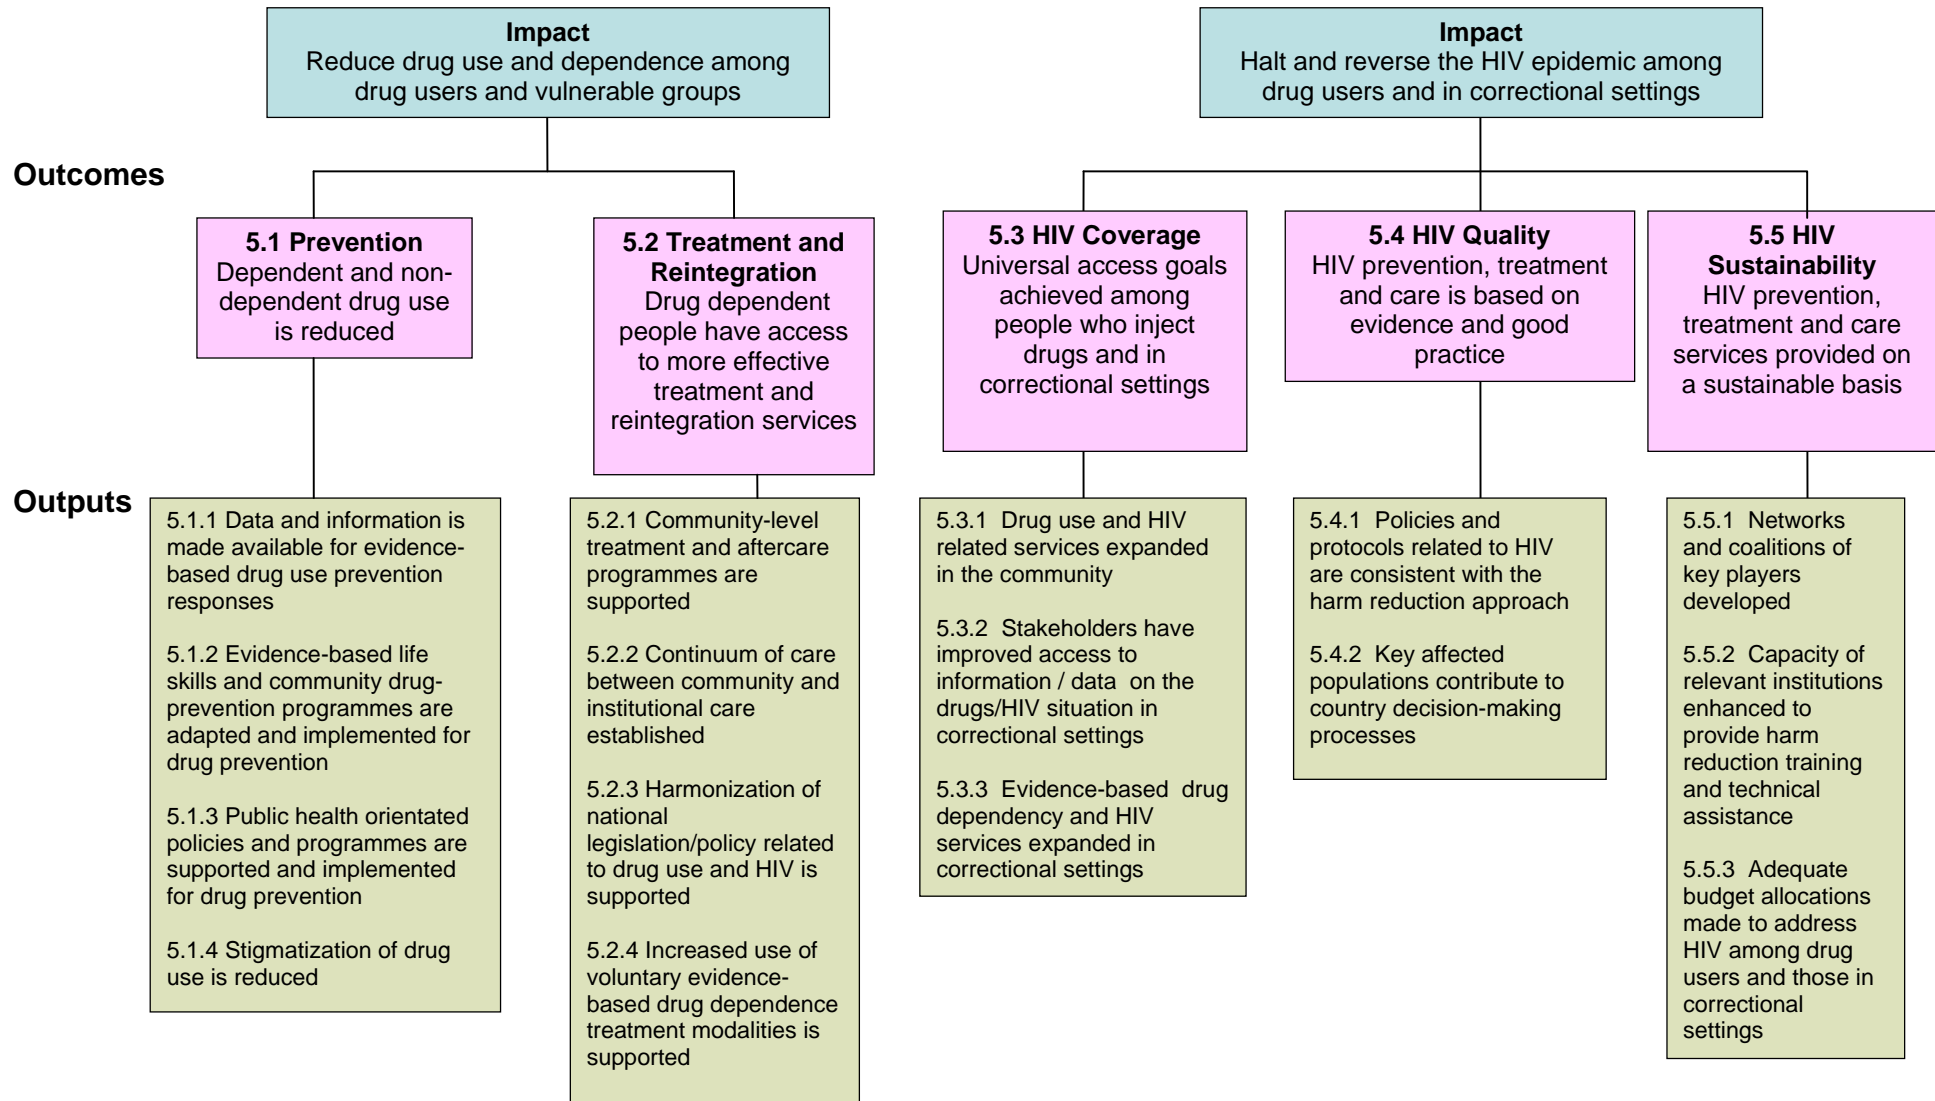 Impact
Reduce drug use and dependence among
drug users and vulnerable groups
Impact
Halt and reverse the HIV epidemic among
drug users and in correctional settings
Outcomes
5.1 Prevention
Dependent and non-
dependent drug use
is reduced
5.2 Treatment and
Reintegration
Drug dependent
people have access
to more effective
treatment and
reintegration services
5.3 HIV Coverage
Universal access goals
achieved among
people who inject
drugs and in
correctional settings
5.4 HIV Quality
HIV prevention, treatment
and care is based on
evidence and good
practice
5.5 HIV
Sustainability
HIV prevention,
treatment and care
services provided on
a sustainable basis
Outputs
5.1.1 Data and information is
made available for evidence-
based drug use prevention
responses
5.1.2 Evidence-based life
skills and community drug-
prevention programmes are
adapted and implemented for
drug prevention
5.1.3 Public health orientated
policies and programmes are
supported and implemented
for drug prevention
5.1.4 Stigmatization of drug
use is reduced
5.2.1 Community-level
treatment and aftercare
programmes are
supported
5.2.2 Continuum of care
between community and
institutional care
established
5.2.3 Harmonization of
national
legislation/policy related
to drug use and HIV is
supported
5.2.4 Increased use of
voluntary evidence-
based drug dependence
treatment modalities is
supported
5.3.1 Drug use and HIV
related services expanded
in the community
5.3.2 Stakeholders have
improved access to
information / data on the
drugs/HIV situation in
correctional settings
5.3.3 Evidence-based drug
dependency and HIV
services expanded in
correctional settings
5.4.1 Policies and
protocols related to HIV
are consistent with the
harm reduction approach
5.4.2 Key affected
populations contribute to
country decision-making
processes
5.5.1 Networks
and coalitions of
key players
developed
5.5.2 Capacity of
relevant institutions
enhanced to
provide harm
reduction training
and technical
assistance
5.5.3 Adequate
budget allocations
made to address
HIV among drug
users and those in
correctional
settings